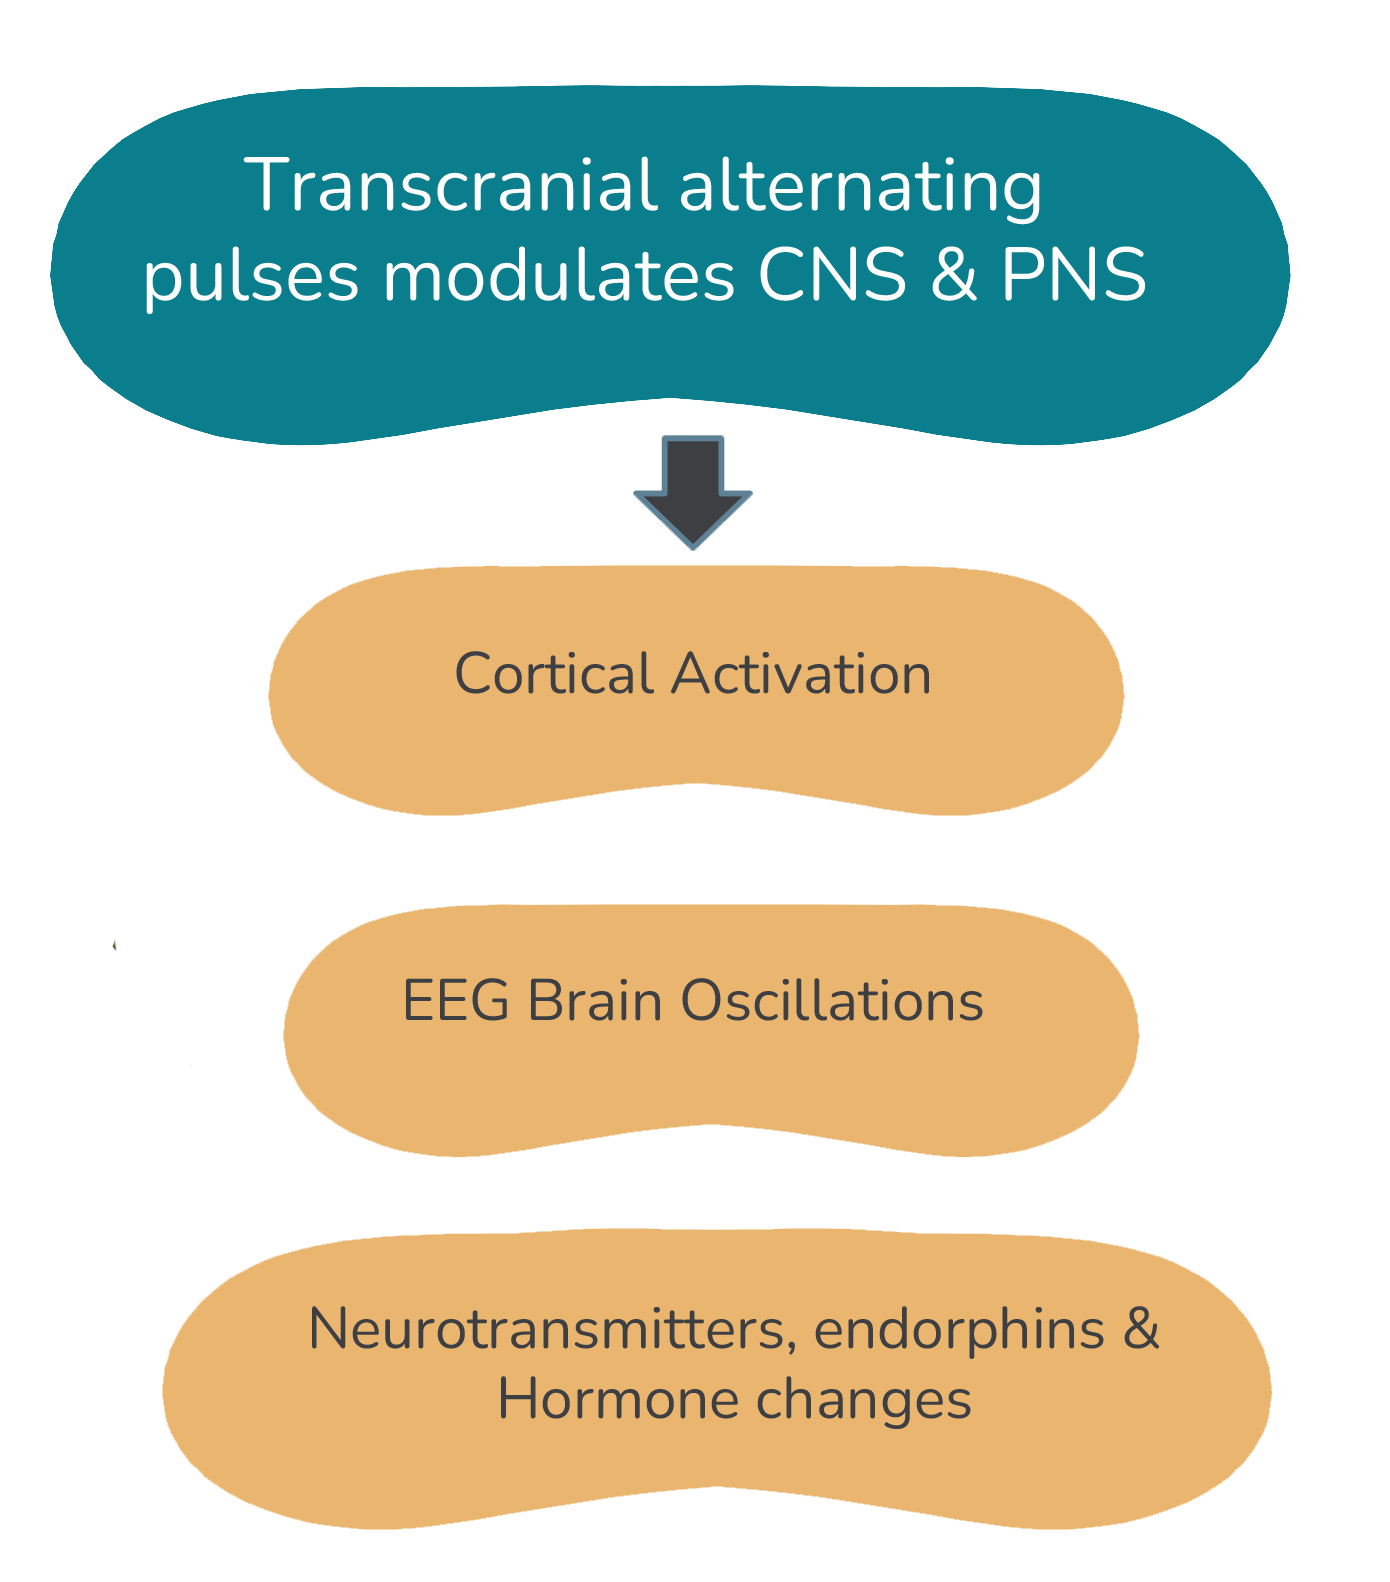 Transcranial alternating
pulses modulates CNS & PNS
Cortical Activation
EEG Brain Oscillations
Neurotransmitters, endorphins &
Hormone changes